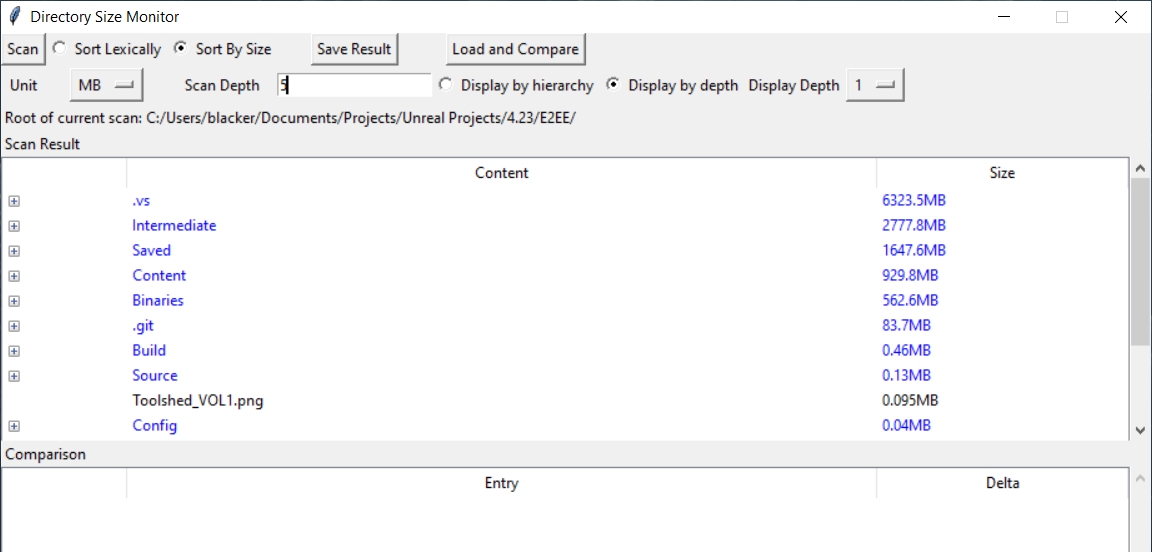 Directory Size Monitor
Scan Sort Lexically Sort By Size Save Result Load and Compare
Unit MB Scan Depth 5 Display by hierarchy Display by depth Display Depth 1
Root of current scan: C:/Users/blacker/Documents/Projects/Unreal Projects/4.23/E2EE/
Scan Result
Content Size
.vs 6323.5MB
Intermediate 2777.8MB
Saved 1647.6MB
Content 929.8MB
Binaries 562.6MB
.git 83.7MB
Build 0.46MB
Source 0.13MB
Toolshed_VOL1.png 0.095MB
Config 0.04MB
Comparison
Entry Delta